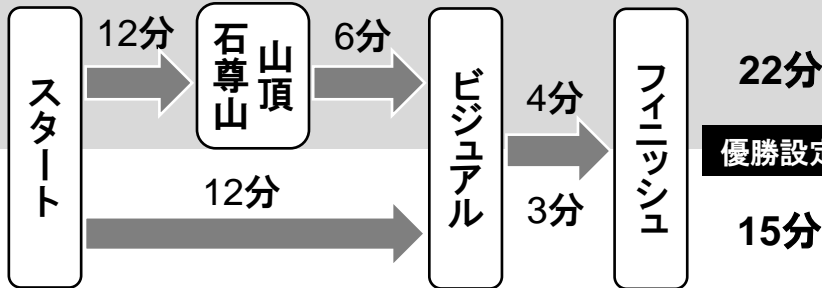 スタート
12分
石尊山
山頂
6分
12分
ビジュアル
4分
3分
フィニッシュ
22分
優勝設定
15分